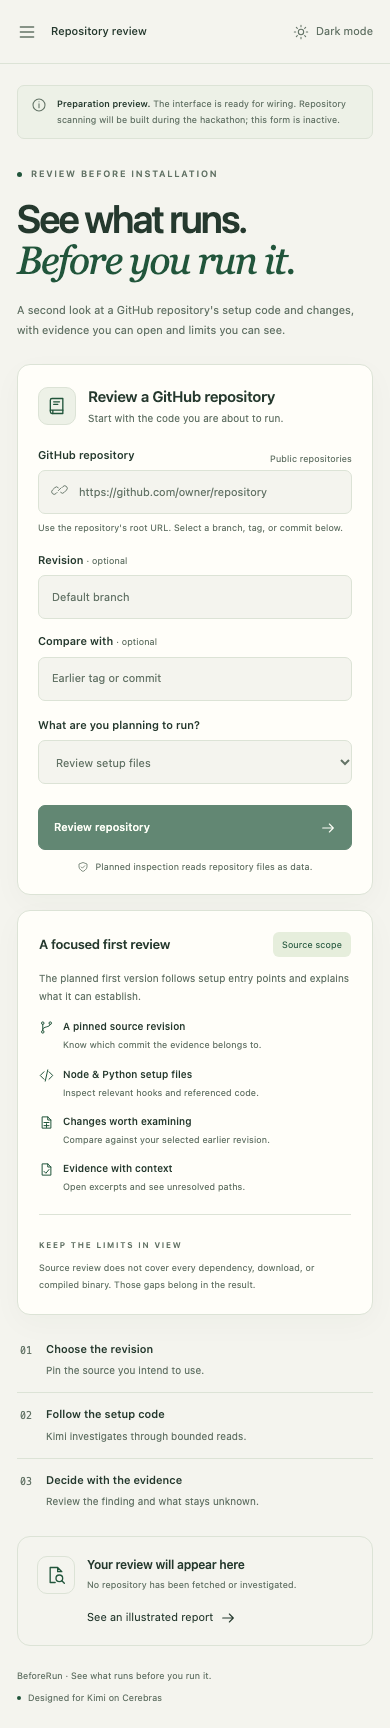 Repository review
Dark mode
Preparation preview. The interface is ready for wiring. Repository
scanning will be built during the hackathon; this form is inactive.
REVIEW BEFORE INSTALLATION
See what runs.
Before you run it.
A second look at a GitHub repository's setup code and changes,
with evidence you can open and limits you can see.
Review a GitHub repository
Start with the code you are about to run.
GitHub repository
Public repositories
https://github.com/owner/repository
Use the repository's root URL. Select a branch, tag, or commit below.
Revision · optional
Default branch
Compare with · optional
Earlier tag or commit
What are you planning to run?
Review setup files
Review repository
Planned inspection reads repository files as data.
A focused first review
Source scope
The planned first version follows setup entry points and explains
what it can establish.
A pinned source revision
Know which commit the evidence belongs to.
Node & Python setup files
Inspect relevant hooks and referenced code.
Changes worth examining
Compare against your selected earlier revision.
Evidence with context
Open excerpts and see unresolved paths.
KEEP THE LIMITS IN VIEW
Source review does not cover every dependency, download, or
compiled binary. Those gaps belong in the result.
01 Choose the revision
Pin the source you intend to use.
02 Follow the setup code
Kimi investigates through bounded reads.
03 Decide with the evidence
Review the finding and what stays unknown.
Your review will appear here
No repository has been fetched or investigated.
See an illustrated report
BeforeRun · See what runs before you run it.
Designed for Kimi on Cerebras